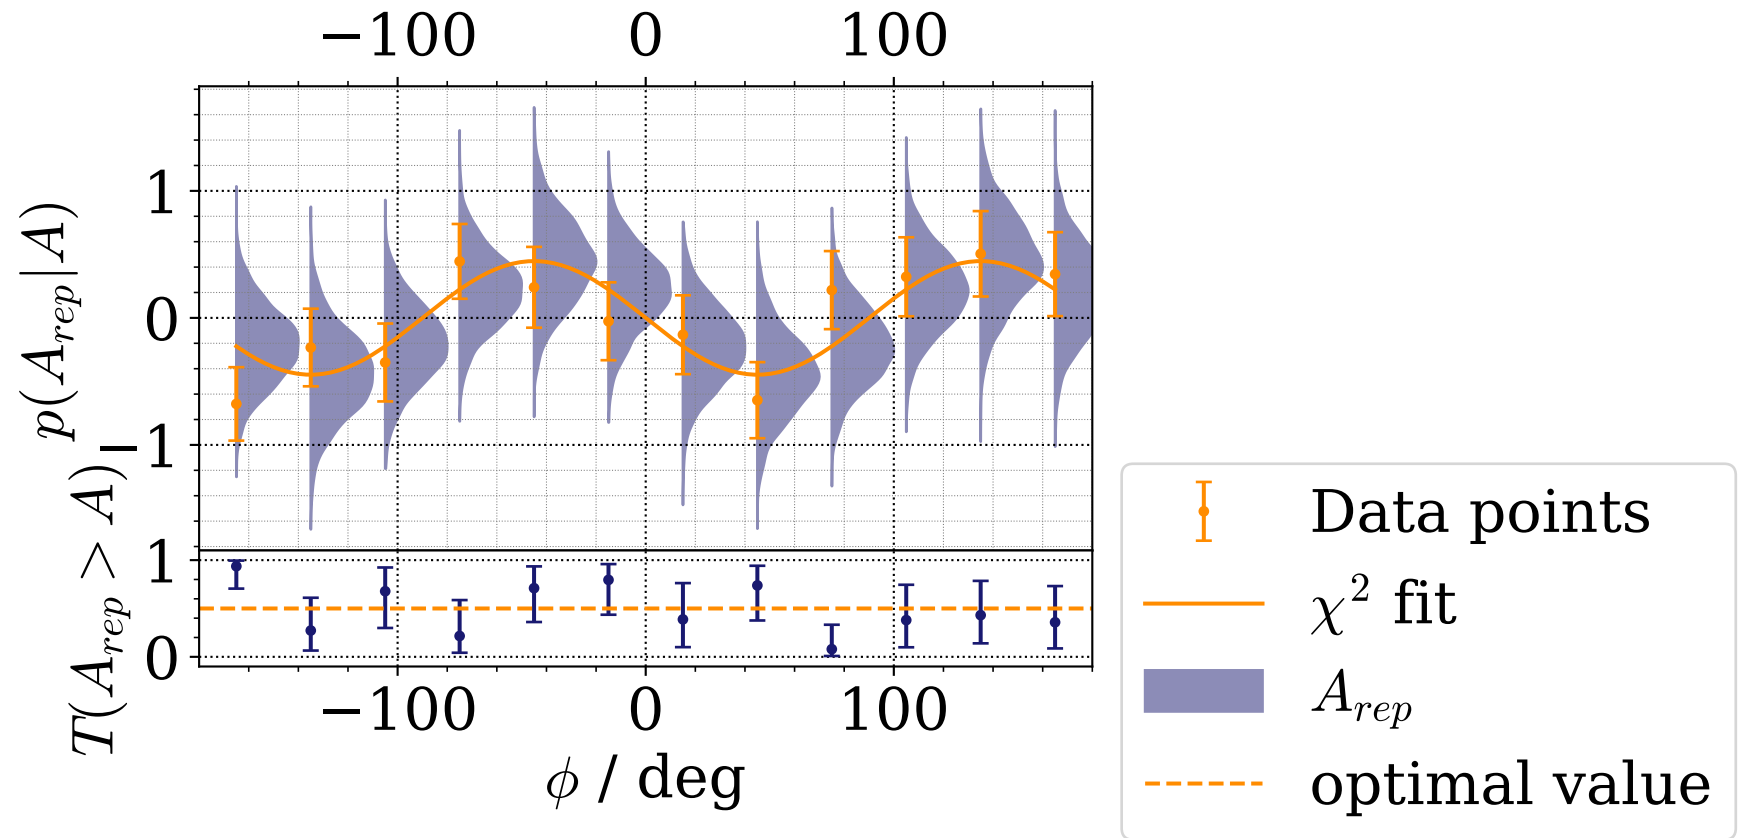 −100 0 100
p(A_rep|A)
1
0
−1
T(A_rep > A)
1
0
−100 0 100
ϕ / deg
Data points
χ² fit
A_rep
optimal value